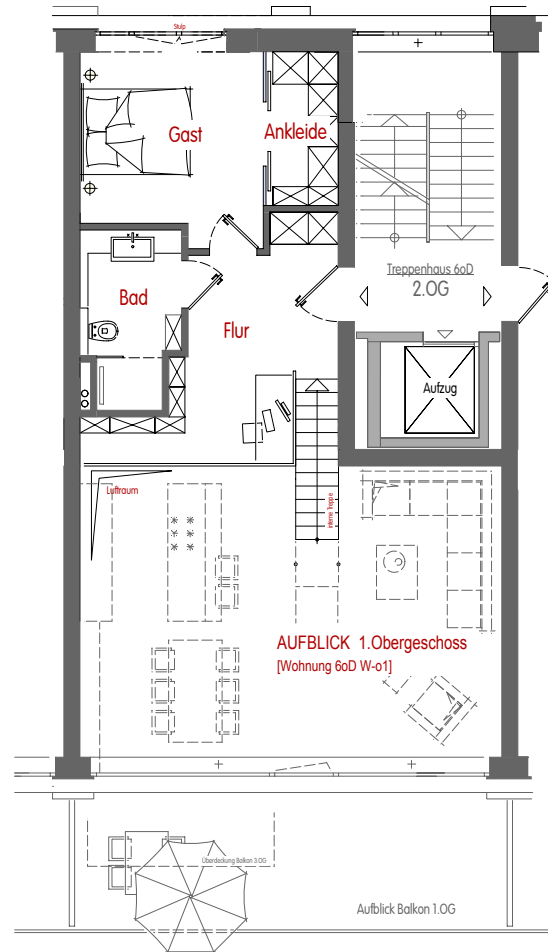 Stulp
Gast
Ankleide
Treppenhaus 6oD
2.OG
Bad
Flur
Aufzug
Luftraum
interne Treppe
AUFBLICK 1.Obergeschoss
[Wohnung 6oD W-o1]
Überdeckung Balkon 3.OG
Aufblick Balkon 1.OG